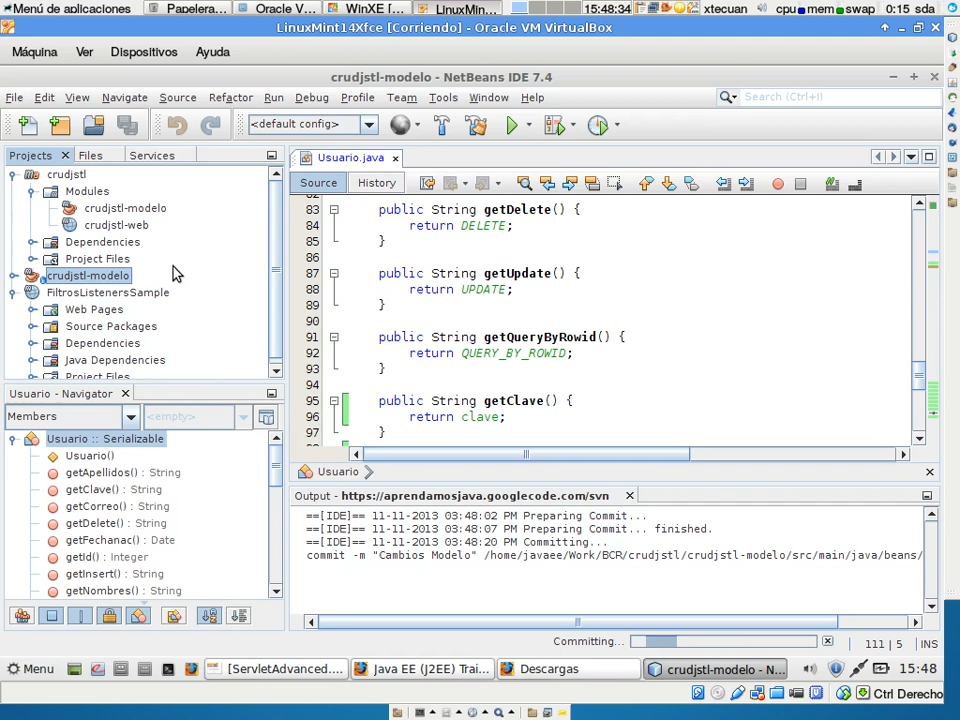 Menú de aplicaciones
Papelera...
Oracle V...
WinXE [...
LinuxMin...
15:48:34
xtecuan
cpu mem swap
0:15 sda
LinuxMint14Xfce [Corriendo] - Oracle VM VirtualBox
Máquina Ver Dispositivos Ayuda
crudjstl-modelo - NetBeans IDE 7.4
File Edit View Navigate Source Refactor Run Debug Profile Team Tools Window Help
Search (Ctrl+I)
<default config>
Projects Files Services
Usuario.java
Source History
crudjstl
Modules
crudjstl-modelo
crudjstl-web
Dependencies
Project Files
crudjstl-modelo
FiltrosListenersSample
Web Pages
Source Packages
Dependencies
Java Dependencies
Project Files
83 public String getDelete() {
84 return DELETE;
85 }
86
87 public String getUpdate() {
88 return UPDATE;
89 }
90
91 public String getQueryByRowid() {
92 return QUERY_BY_ROWID;
93 }
94
95 public String getClave() {
96 return clave;
97 }
Usuario
Usuario - Navigator
Members
<empty>
Usuario :: Serializable
Usuario()
getApellidos() : String
getClave() : String
getCorreo() : String
getDelete() : String
getFechanac() : Date
getId() : Integer
getInsert() : String
getNombres() : String
Output - https://aprendamosjava.googlecode.com/svn
==[IDE]== 11-11-2013 03:48:02 PM Preparing Commit...
==[IDE]== 11-11-2013 03:48:07 PM Preparing Commit... finished.
==[IDE]== 11-11-2013 03:48:20 PM Committing...
commit -m "Cambios Modelo" /home/javaee/Work/BCR/crudjstl/crudjstl-modelo/src/main/java/beans/
Committing...
111 | 5
INS
Menu
[ServletAdvanced....
Java EE (J2EE) Trai...
Descargas
crudjstl-modelo - N...
15:48
Ctrl Derecho